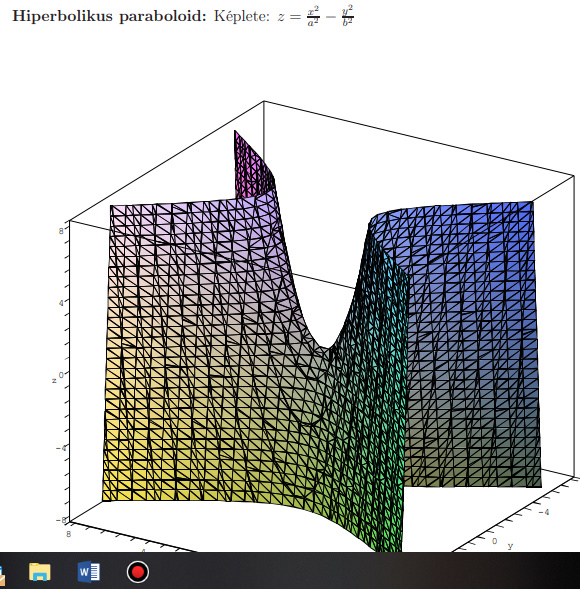 Hiperbolikus paraboloid: Képlete: z = x²/a² − y²/b²
8
4
z 0
−4
−8
8
4
0
y
−4
W